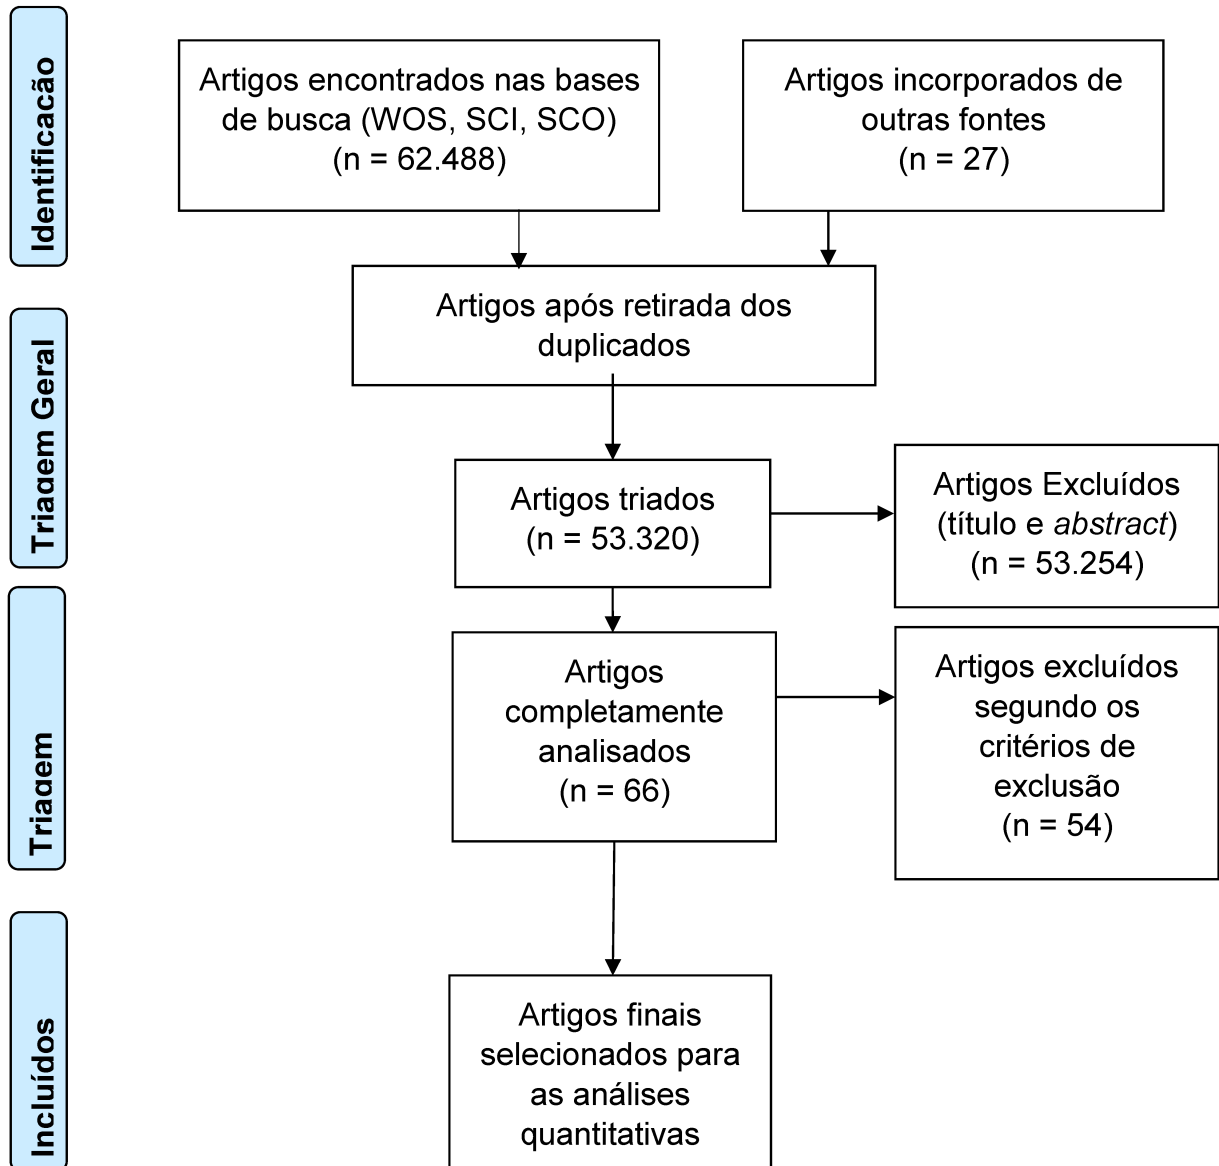 Identificação
Artigos encontrados nas bases
de busca (WOS, SCI, SCO)
(n = 62.488)
Artigos incorporados de
outras fontes
(n = 27)
Triagem Geral
Artigos após retirada dos
duplicados
Artigos triados
(n = 53.320)
Artigos Excluídos
(título e abstract)
(n = 53.254)
Triagem
Artigos
completamente
analisados
(n = 66)
Artigos excluídos
segundo os
critérios de
exclusão
(n = 54)
Incluídos
Artigos finais
selecionados para
as análises
quantitativas